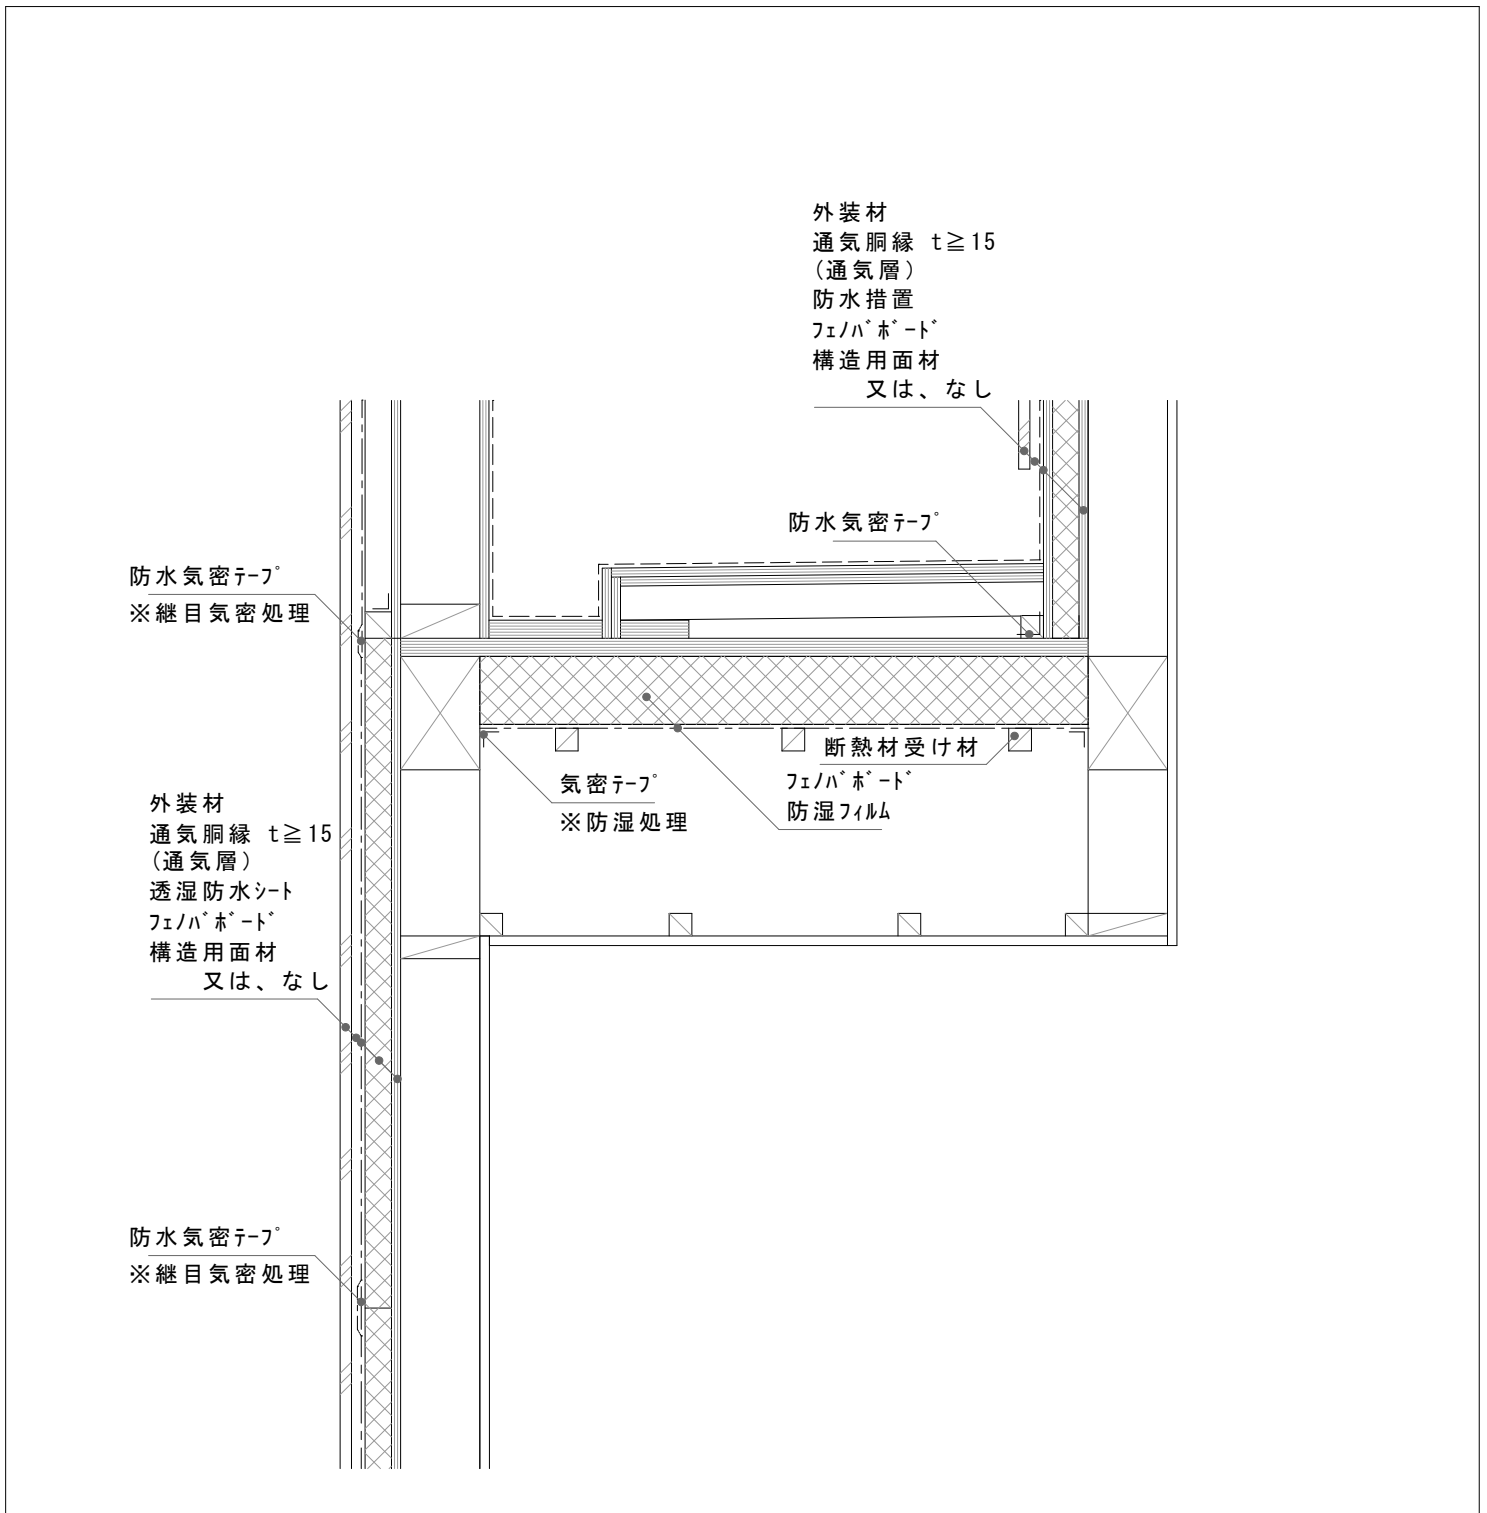 外装材
通気胴縁 t≧15
(通気層)
防水措置
ﾌｪﾉﾊﾞﾎﾞｰﾄﾞ
構造用面材
又は、なし
防水気密ﾃｰﾌﾟ
防水気密ﾃｰﾌﾟ
※継目気密処理
断熱材受け材
気密ﾃｰﾌﾟ
※防湿処理
ﾌｪﾉﾊﾞﾎﾞｰﾄﾞ
防湿ﾌｨﾙﾑ
外装材
通気胴縁 t≧15
(通気層)
透湿防水ｼｰﾄ
ﾌｪﾉﾊﾞﾎﾞｰﾄﾞ
構造用面材
又は、なし
防水気密ﾃｰﾌﾟ
※継目気密処理